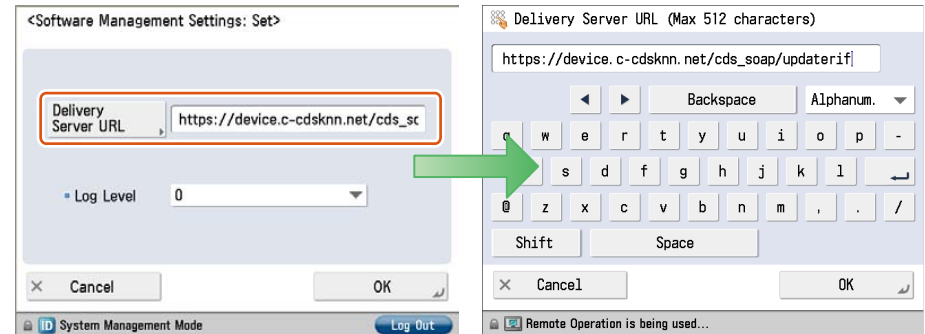 <Software Management Settings: Set>
Delivery
Server URL
https://device.c-cdsknn.net/cds_sc
Log Level
0
Cancel
OK
ID System Management Mode
Log Out
Delivery Server URL (Max 512 characters)
https://device.c-cdsknn.net/cds_soap/updaterif
Backspace
Alphanum.
q w e r t y u i o p -
s d f g h j k l
@ z x c v b n m , . /
Shift
Space
Cancel
OK
Remote Operation is being used...